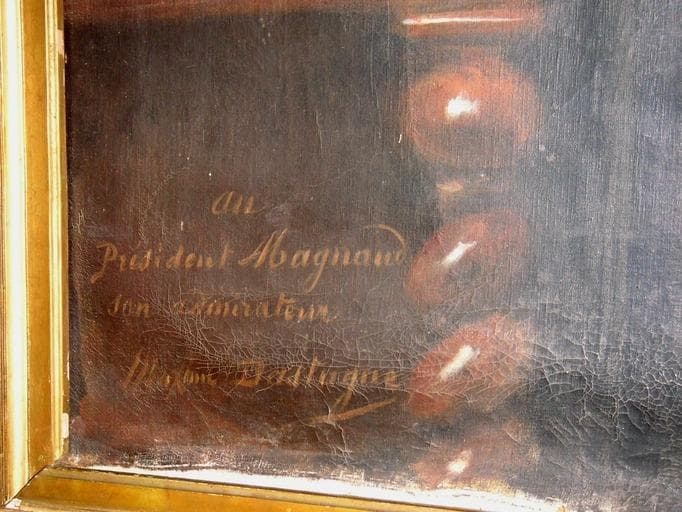 au
Président Magnaud
son admirateur
Maxime Dastugue